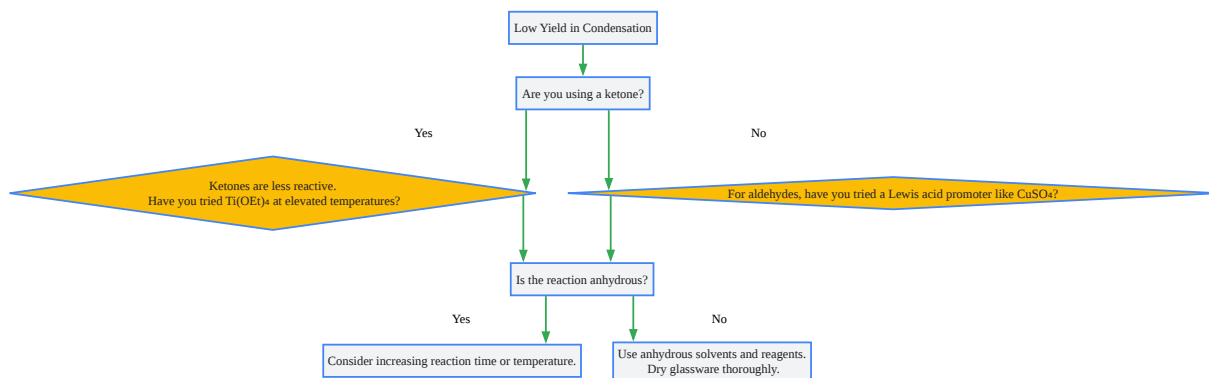 Low Yield in Condensation
Are you using a ketone?
Yes
No
Ketones are less reactive.
Have you tried Ti(OEt)₄ at elevated temperatures?
For aldehydes, have you tried a Lewis acid promoter like CuSO₄?
Is the reaction anhydrous?
Yes
No
Consider increasing reaction time or temperature.
Use anhydrous solvents and reagents.
Dry glassware thoroughly.